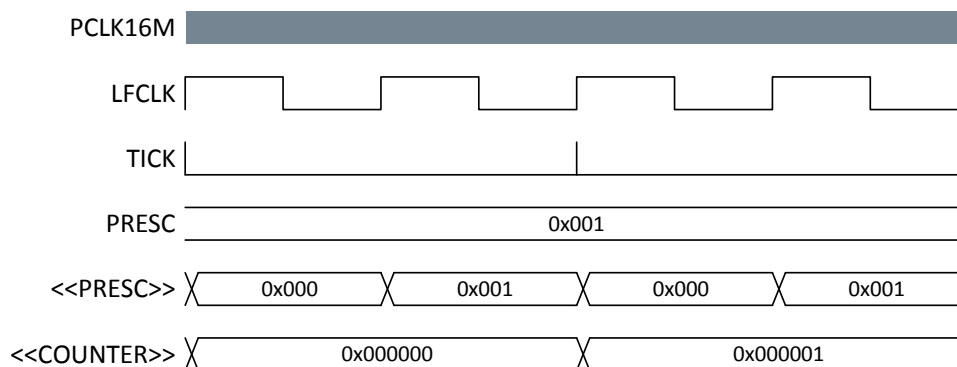 PCLK16M
LFCLK
TICK
PRESC 0x001
<<PRESC>> 0x000 0x001 0x000 0x001
<<COUNTER>> 0x000000 0x000001